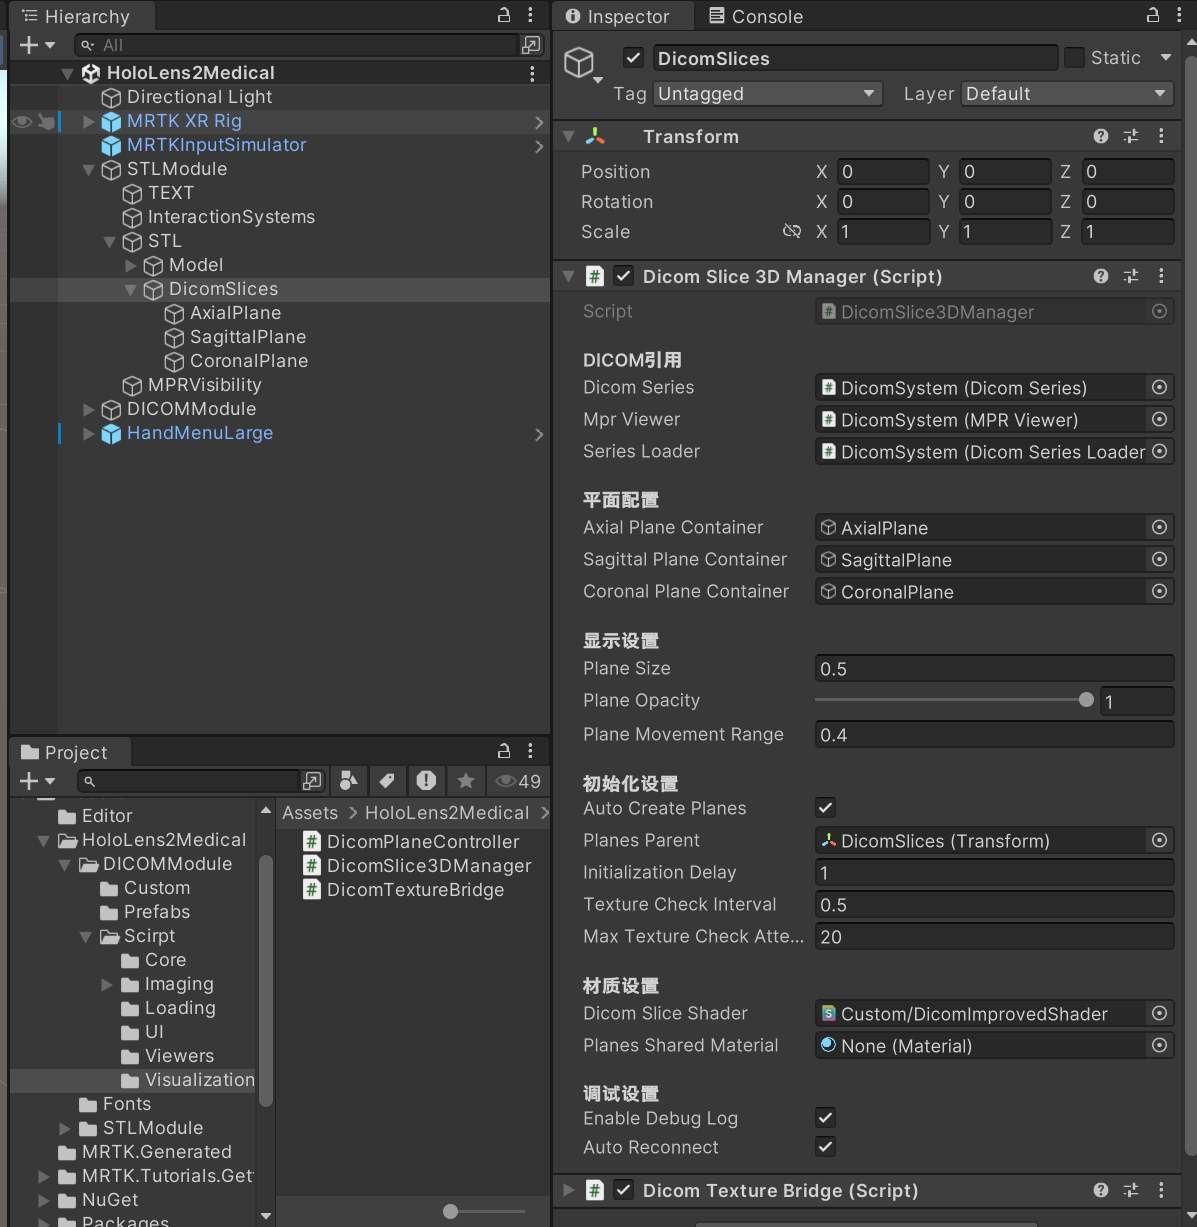 Hierarchy
All
HoloLens2Medical
Directional Light
MRTK XR Rig
MRTKInputSimulator
STLModule
TEXT
InteractionSystems
STL
Model
DicomSlices
AxialPlane
SagittalPlane
CoronalPlane
MPRVisibility
DICOMModule
HandMenuLarge
Project
49
Editor
HoloLens2Medical
DICOMModule
Custom
Prefabs
Scirpt
Core
Imaging
Loading
UI
Viewers
Visualization
Fonts
STLModule
MRTK.Generated
MRTK.Tutorials.Get
NuGet
Packages
Assets > HoloLens2Medical >
DicomPlaneController
DicomSlice3DManager
DicomTextureBridge
Inspector Console
DicomSlices Static
Tag Untagged Layer Default
Transform
Position X 0 Y 0 Z 0
Rotation X 0 Y 0 Z 0
Scale X 1 Y 1 Z 1
# Dicom Slice 3D Manager (Script)
Script # DicomSlice3DManager
DICOM引用
Dicom Series # DicomSystem (Dicom Series)
Mpr Viewer # DicomSystem (MPR Viewer)
Series Loader # DicomSystem (Dicom Series Loader
平面配置
Axial Plane Container AxialPlane
Sagittal Plane Container SagittalPlane
Coronal Plane Container CoronalPlane
显示设置
Plane Size 0.5
Plane Opacity 1
Plane Movement Range 0.4
初始化设置
Auto Create Planes
Planes Parent DicomSlices (Transform)
Initialization Delay 1
Texture Check Interval 0.5
Max Texture Check Atte... 20
材质设置
Dicom Slice Shader S Custom/DicomImprovedShader
Planes Shared Material None (Material)
调试设置
Enable Debug Log
Auto Reconnect
# Dicom Texture Bridge (Script)